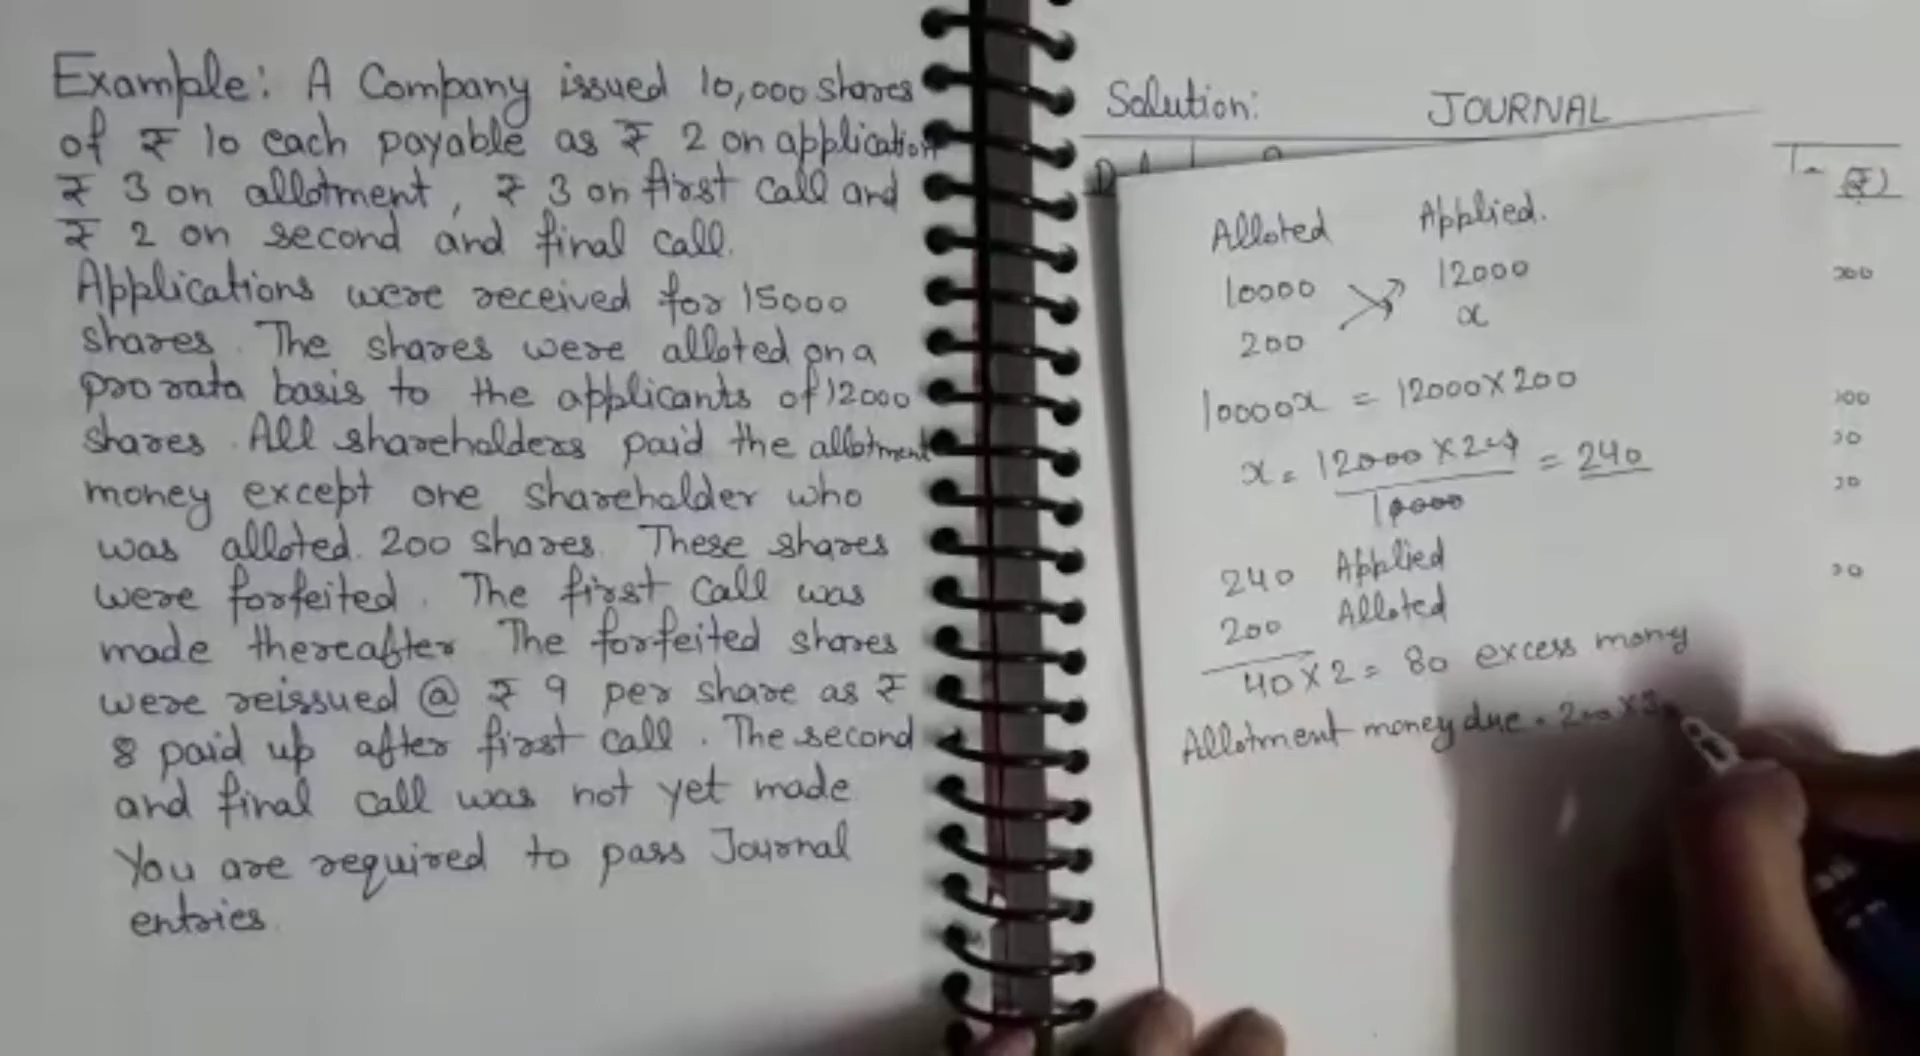 Example: A Company issued 10,000 shares
of ₹ 10 each payable as ₹ 2 on application
₹ 3 on allotment, ₹ 3 on first call and
₹ 2 on second and final call.
Applications were received for 15000
shares. The shares were alloted on a
pro rata basis to the applicants of 12000
shares. All shareholders paid the allotment
money except one shareholder who
was alloted 200 shares. These shares
were forfeited. The first call was
made thereafter. The forfeited shares
were reissued @ ₹ 9 per share as ₹
8 paid up after first call. The second
and final call was not yet made
You are required to pass Journal
entries.
Solution: JOURNAL
(₹)
Alloted Applied.
10000 12000
200 x
10000x = 12000 X 200
x = 12000 X 200 = 240
10000
240 Applied
200 Alloted
40 X 2 = 80 excess mony
Allotment money due = 200 X 3